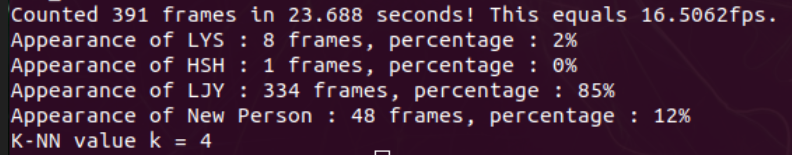 Counted 391 frames in 23.688 seconds! This equals 16.5062fps.
Appearance of LYS : 8 frames, percentage : 2%
Appearance of HSH : 1 frames, percentage : 0%
Appearance of LJY : 334 frames, percentage : 85%
Appearance of New Person : 48 frames, percentage : 12%
K-NN value k = 4